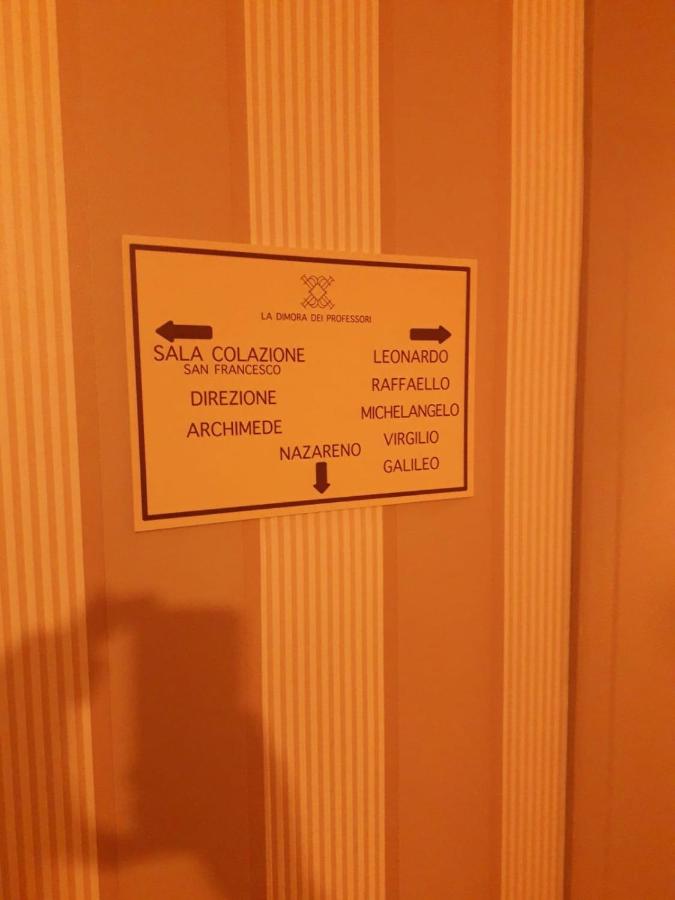 LA DIMORA DEI PROFESSORI
SALA COLAZIONE
SAN FRANCESCO
DIREZIONE
ARCHIMEDE
NAZARENO
LEONARDO
RAFFAELLO
MICHELANGELO
VIRGILIO
GALILEO